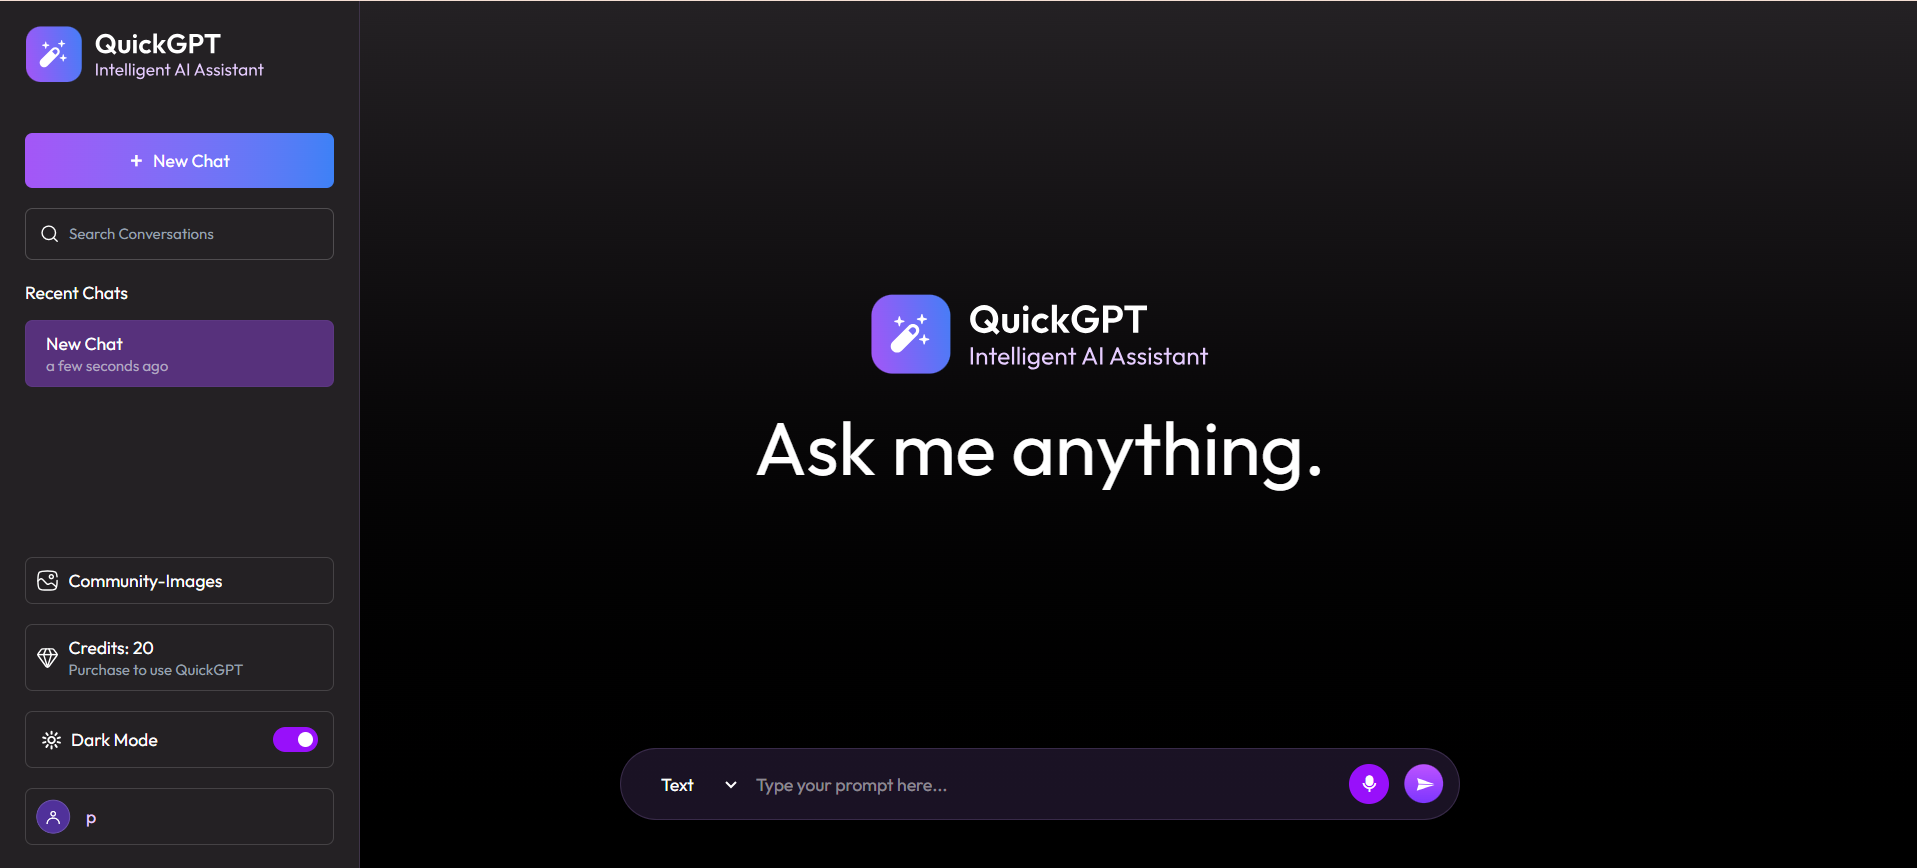 QuickGPT
Intelligent AI Assistant
+ New Chat
Search Conversations
Recent Chats
New Chat
a few seconds ago
Community-Images
Credits: 20
Purchase to use QuickGPT
Dark Mode
p
QuickGPT
Intelligent AI Assistant
Ask me anything.
Text
Type your prompt here...